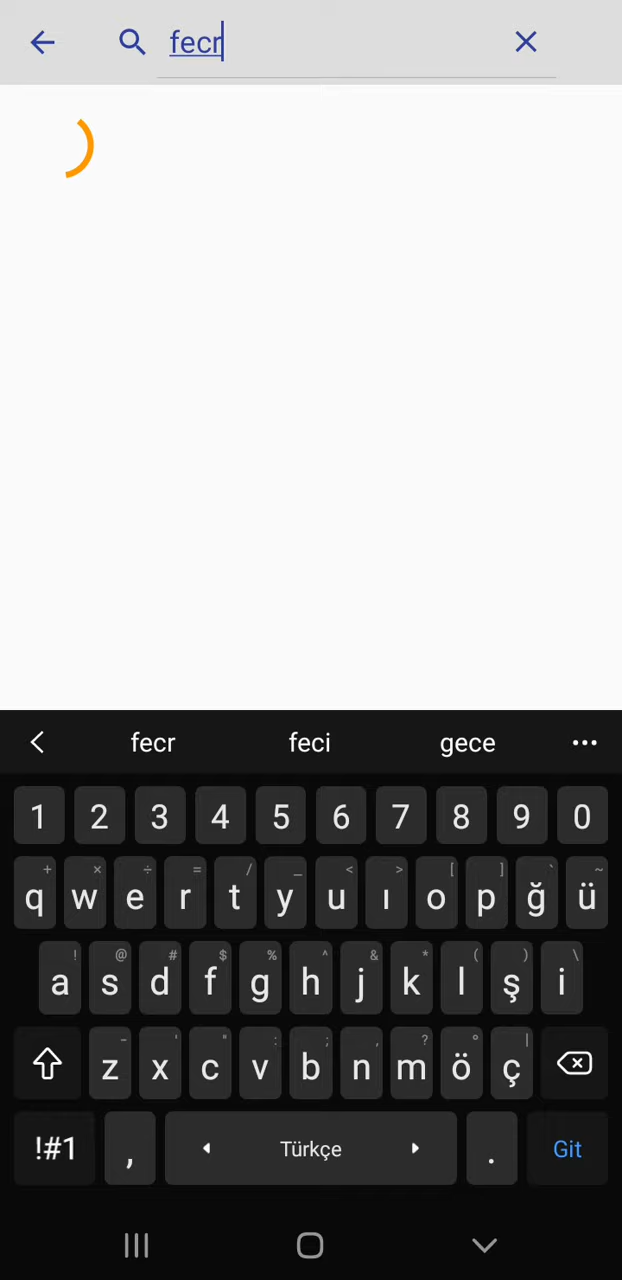 fecr
fecr feci gece
1 2 3 4 5 6 7 8 9 0
+ × ÷ = / _ < > [ ] ` ~
q w e r t y u ı o p ğ ü
! @ # $ % ^ & * ( ) \
a s d f g h j k l ş i
- ' " : ; , ? ° |
z x c v b n m ö ç
!#1 , Türkçe . Git